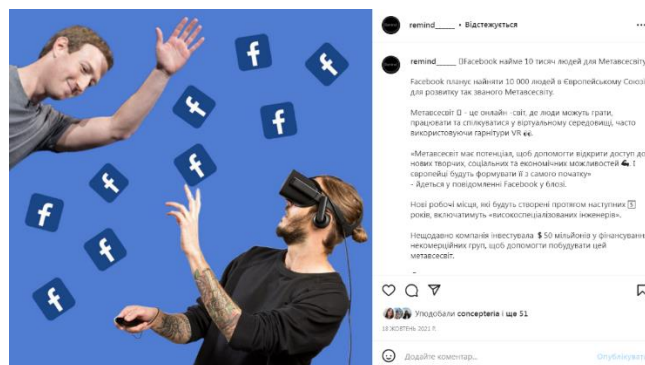 remind_____ • Відстежується
remind_____ Facebook найме 10 тисяч людей для Метавсесвіту
Facebook планує найняти 10 000 людей в Європейському Союзі
для розвитку так званого Метавсесвіту.
Метавсесвіт - це онлайн -світ, де люди можуть грати,
працювати та спілкуватися у віртуальному середовищі, часто
використовуючи гарнітури VR 👀.
«Метавсесвіт має потенціал, щоб допомогти відкрити доступ до
нових творчих, соціальних та економічних можливостей. І
європейці будуть формувати її з самого початку»
- йдеться у повідомленні Facebook у блозі.
Нові робочі місця, які будуть створені протягом наступних 5
років, включатимуть «високоспеціалізованих інженерів».
Нещодавно компанія інвестувала $ 50 мільйонів у фінансування
некомерційних груп, щоб допомогти побудувати цей
метавсесвіт.
Уподобали concepteria і ще 51
18 ЖОВТЕНЬ 2021 Р.
Додайте коментар...
Опублікувати